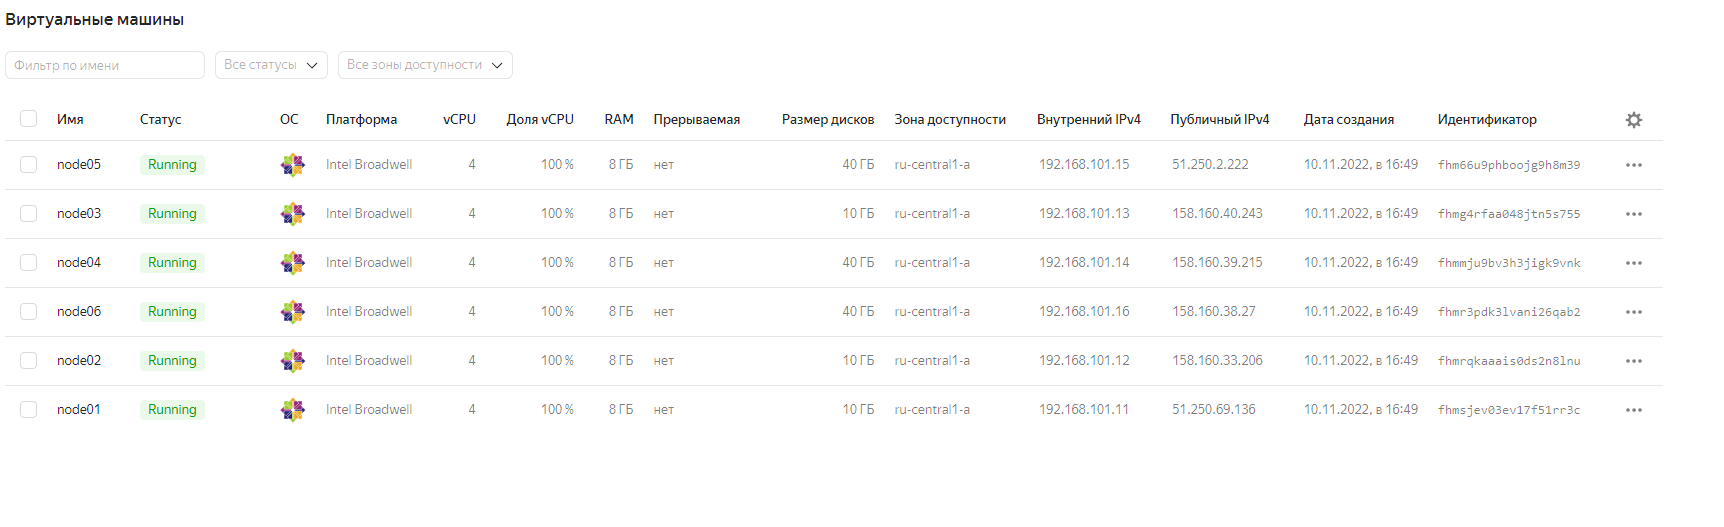 Виртуальные машины
Фильтр по имени Все статусы Все зоны доступности
Имя Статус ОС Платформа vCPU Доля vCPU RAM Прерываемая Размер дисков Зона доступности Внутренний IPv4 Публичный IPv4 Дата создания Идентификатор
node05 Running Intel Broadwell 4 100 % 8 ГБ нет 40 ГБ ru-central1-a 192.168.101.15 51.250.2.222 10.11.2022, в 16:49 fhm66u9phboojg9h8m39
node03 Running Intel Broadwell 4 100 % 8 ГБ нет 10 ГБ ru-central1-a 192.168.101.13 158.160.40.243 10.11.2022, в 16:49 fhmg4rfaa048jtn5s755
node04 Running Intel Broadwell 4 100 % 8 ГБ нет 40 ГБ ru-central1-a 192.168.101.14 158.160.39.215 10.11.2022, в 16:49 fhmmju9bv3h3jigk9vnk
node06 Running Intel Broadwell 4 100 % 8 ГБ нет 40 ГБ ru-central1-a 192.168.101.16 158.160.38.27 10.11.2022, в 16:49 fhmr3pdk3lvani26qab2
node02 Running Intel Broadwell 4 100 % 8 ГБ нет 10 ГБ ru-central1-a 192.168.101.12 158.160.33.206 10.11.2022, в 16:49 fhmrqkaaais0ds2n8lnu
node01 Running Intel Broadwell 4 100 % 8 ГБ нет 10 ГБ ru-central1-a 192.168.101.11 51.250.69.136 10.11.2022, в 16:49 fhmsjev03ev17f51rr3c